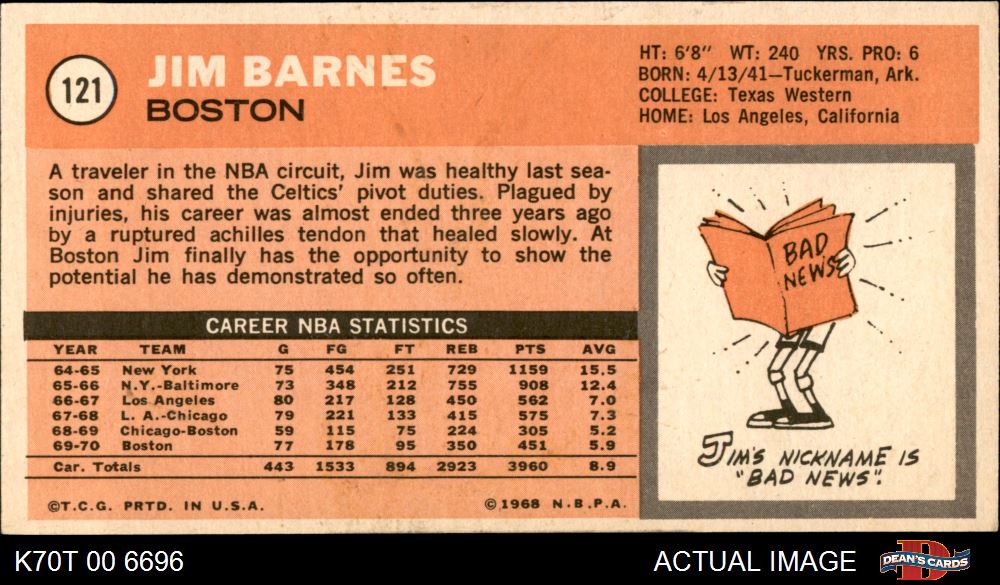 121
JIM BARNES
BOSTON
HT: 6'8" WT: 240 YRS. PRO: 6
BORN: 4/13/41—Tuckerman, Ark.
COLLEGE: Texas Western
HOME: Los Angeles, California
A traveler in the NBA circuit, Jim was healthy last sea-
son and shared the Celtics' pivot duties. Plagued by
injuries, his career was almost ended three years ago
by a ruptured achilles tendon that healed slowly. At
Boston Jim finally has the opportunity to show the
potential he has demonstrated so often.
CAREER NBA STATISTICS
YEAR TEAM G FG FT REB PTS AVG
64-65 New York 75 454 251 729 1159 15.5
65-66 N.Y.-Baltimore 73 348 212 755 908 12.4
66-67 Los Angeles 80 217 128 450 562 7.0
67-68 L. A.-Chicago 79 221 133 415 575 7.3
68-69 Chicago-Boston 59 115 75 224 305 5.2
69-70 Boston 77 178 95 350 451 5.9
Car. Totals 443 1533 894 2923 3960 8.9
©T.C.G. PRTD. IN U.S.A. ©1968 N.B.P.A.
BAD
NEWS
JIM'S NICKNAME IS
"BAD NEWS".
K70T 00 6696 ACTUAL IMAGE DEAN'S CARDS